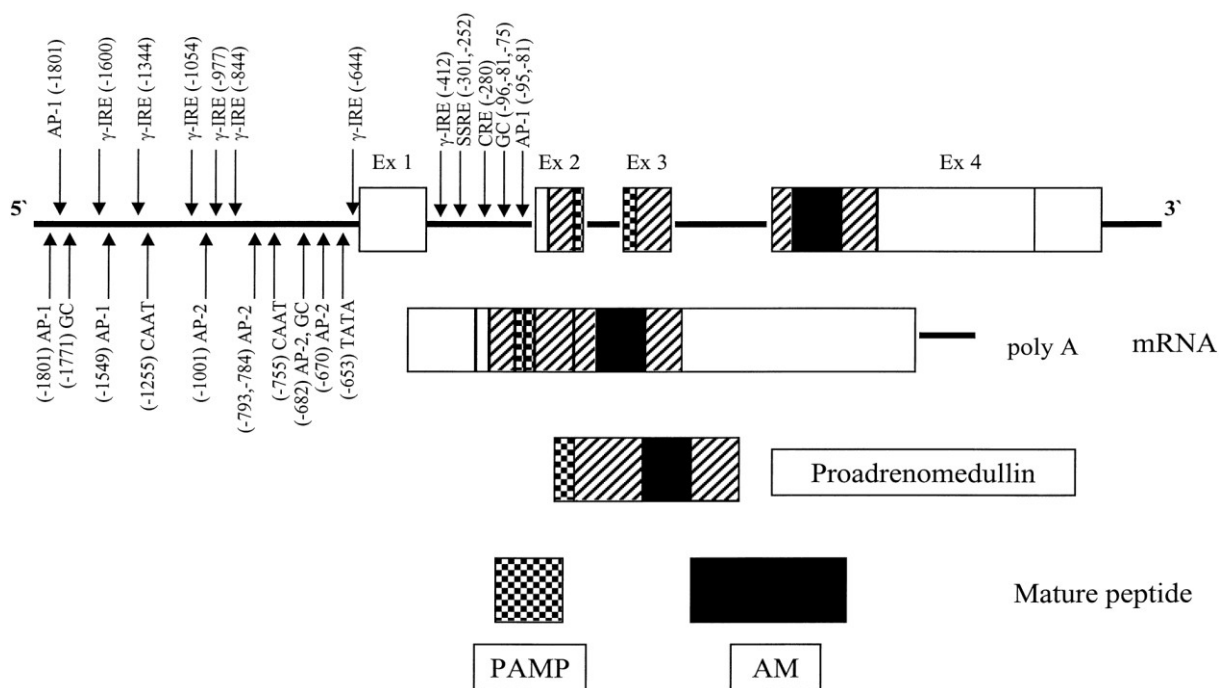 AP-1 (-1801)
γ-IRE (-1600)
γ-IRE (-1344)
γ-IRE (-1054)
γ-IRE (-977)
γ-IRE (-844)
γ-IRE (-644)
γ-IRE (-412)
SSRE (-301,-252)
CRE (-280)
GC (-96,-81,-75)
AP-1 (-95,-81)
Ex 1
Ex 2
Ex 3
Ex 4
5`
3`
(-1801) AP-1
(-1771) GC
(-1549) AP-1
(-1255) CAAT
(-1001) AP-2
(-793,-784) AP-2
(-755) CAAT
(-682) AP-2, GC
(-670) AP-2
(-653) TATA
poly A
mRNA
Proadrenomedullin
Mature peptide
PAMP
AM